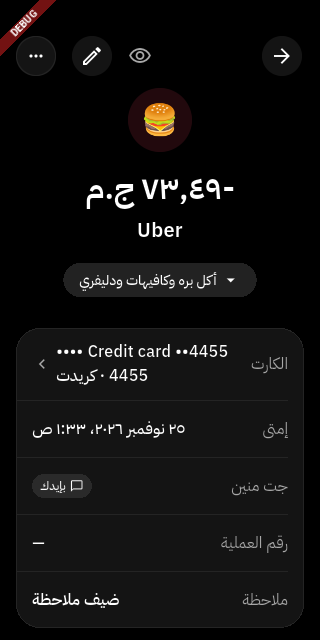 DEBUG
-٧٣,٤٩ ج.م
Uber
أكل بره وكافيهات ودليفري
الكارت
•••• Credit card ••4455
كريدت · 4455
إمتى
٢٥ نوفمبر ٢٠٢٦، ١:٣٣ ص
جت منين
بإيدك
رقم العملية
—
ملاحظة
ضيف ملاحظة